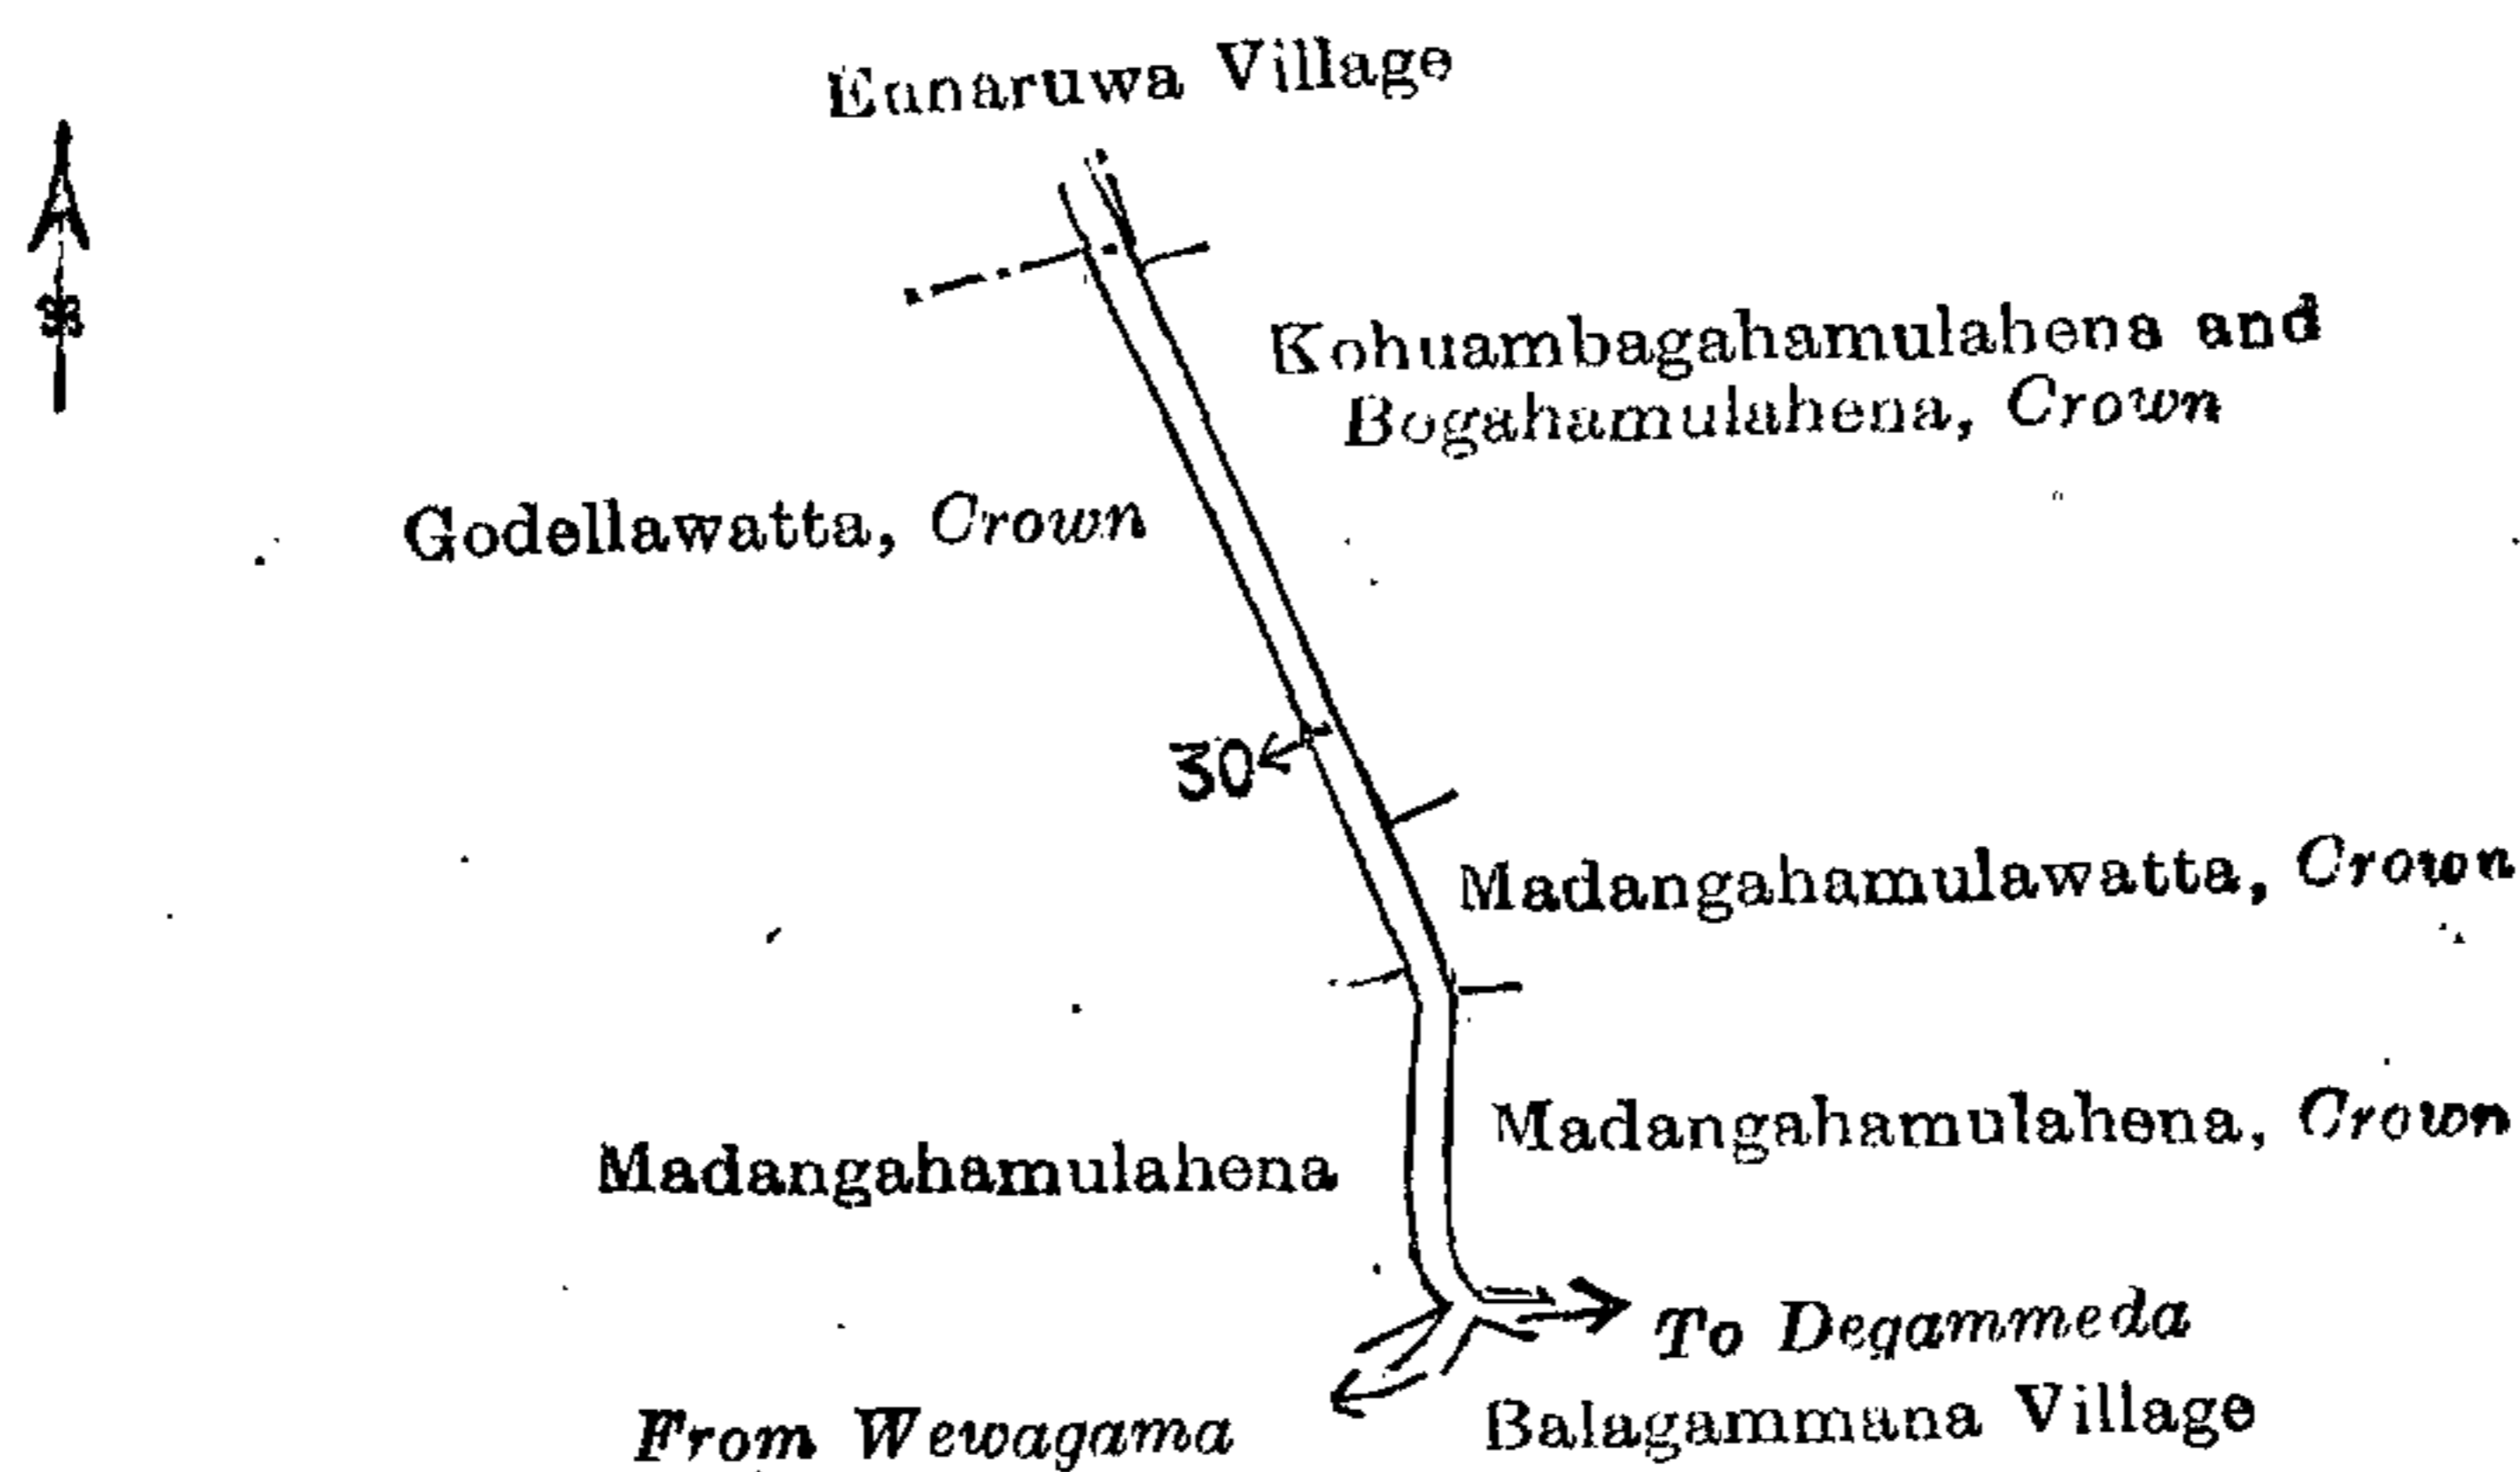 Eunaruwa Village
Kohuambagahamulahena and
Bogahamulahena, Crown
Godellawatta, Crown
30
Madangahamulawatta, Crown
Madangahamulahena, Crown
Madangahamulahena
To Degammeda
Balagammana Village
From Wewagama